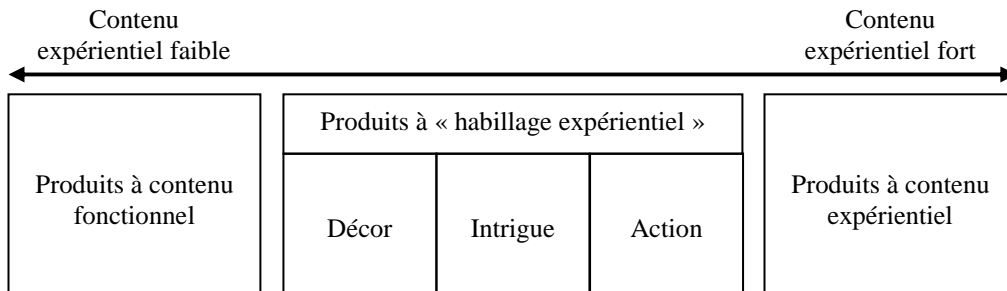 Contenu
expérientiel faible
Contenu
expérientiel fort
Produits à contenu
fonctionnel
Produits à « habillage expérientiel »
Décor
Intrigue
Action
Produits à contenu
expérientiel